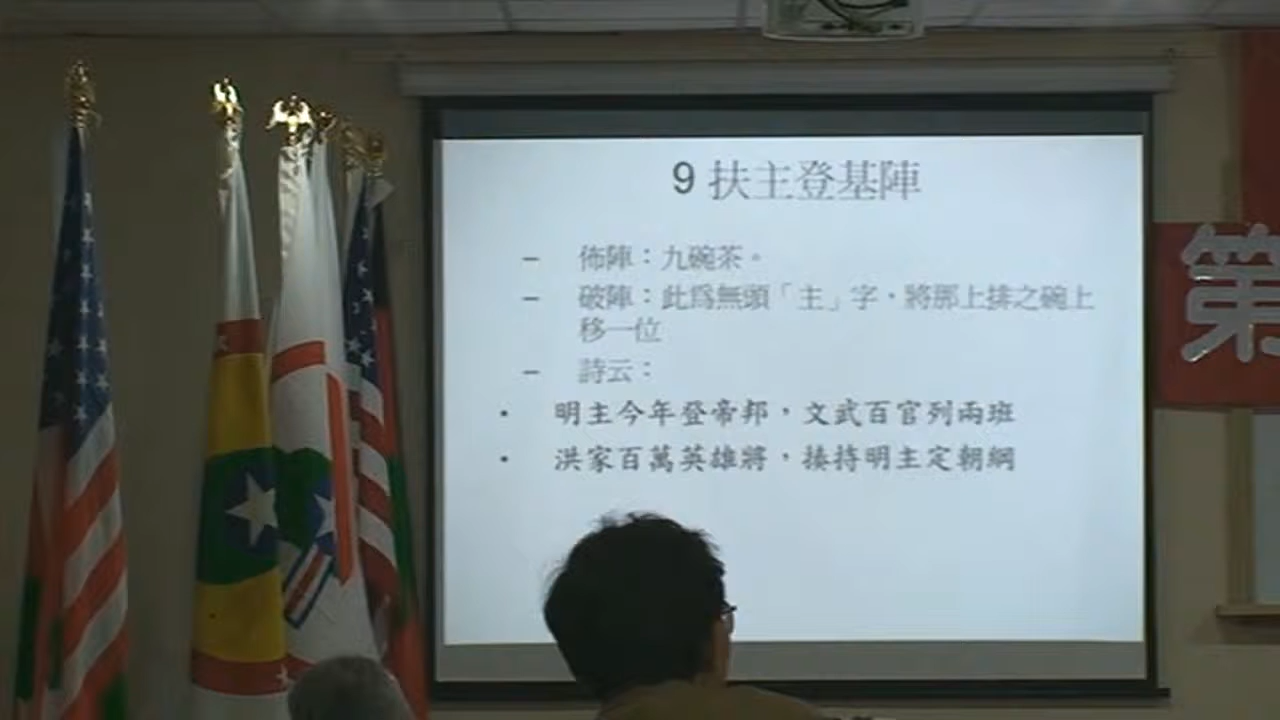 9 扶主登基陣
– 佈陣：九碗茶。
– 破陣：此爲無頭「主」字，將那上排之碗上
移一位
– 詩云：
• 明主今年登帝邦，文武百官列兩班
• 洪家百萬英雄將，揍持明主定朝綱
第